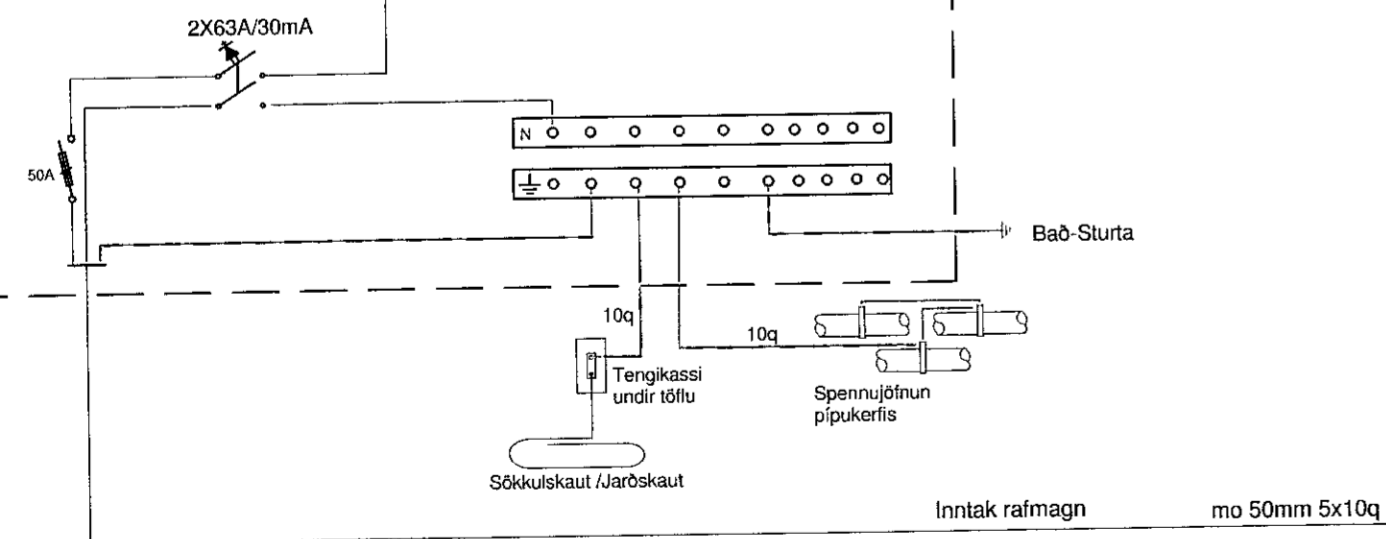 2X63A/30mA
50A
N
Bað-Sturta
10q
10q
Tengikassi
undir töflu
Spennujöfnun
pípukerfis
Sökkulskaut /Jarðskaut
Inntak rafmagn
mo 50mm 5x10q